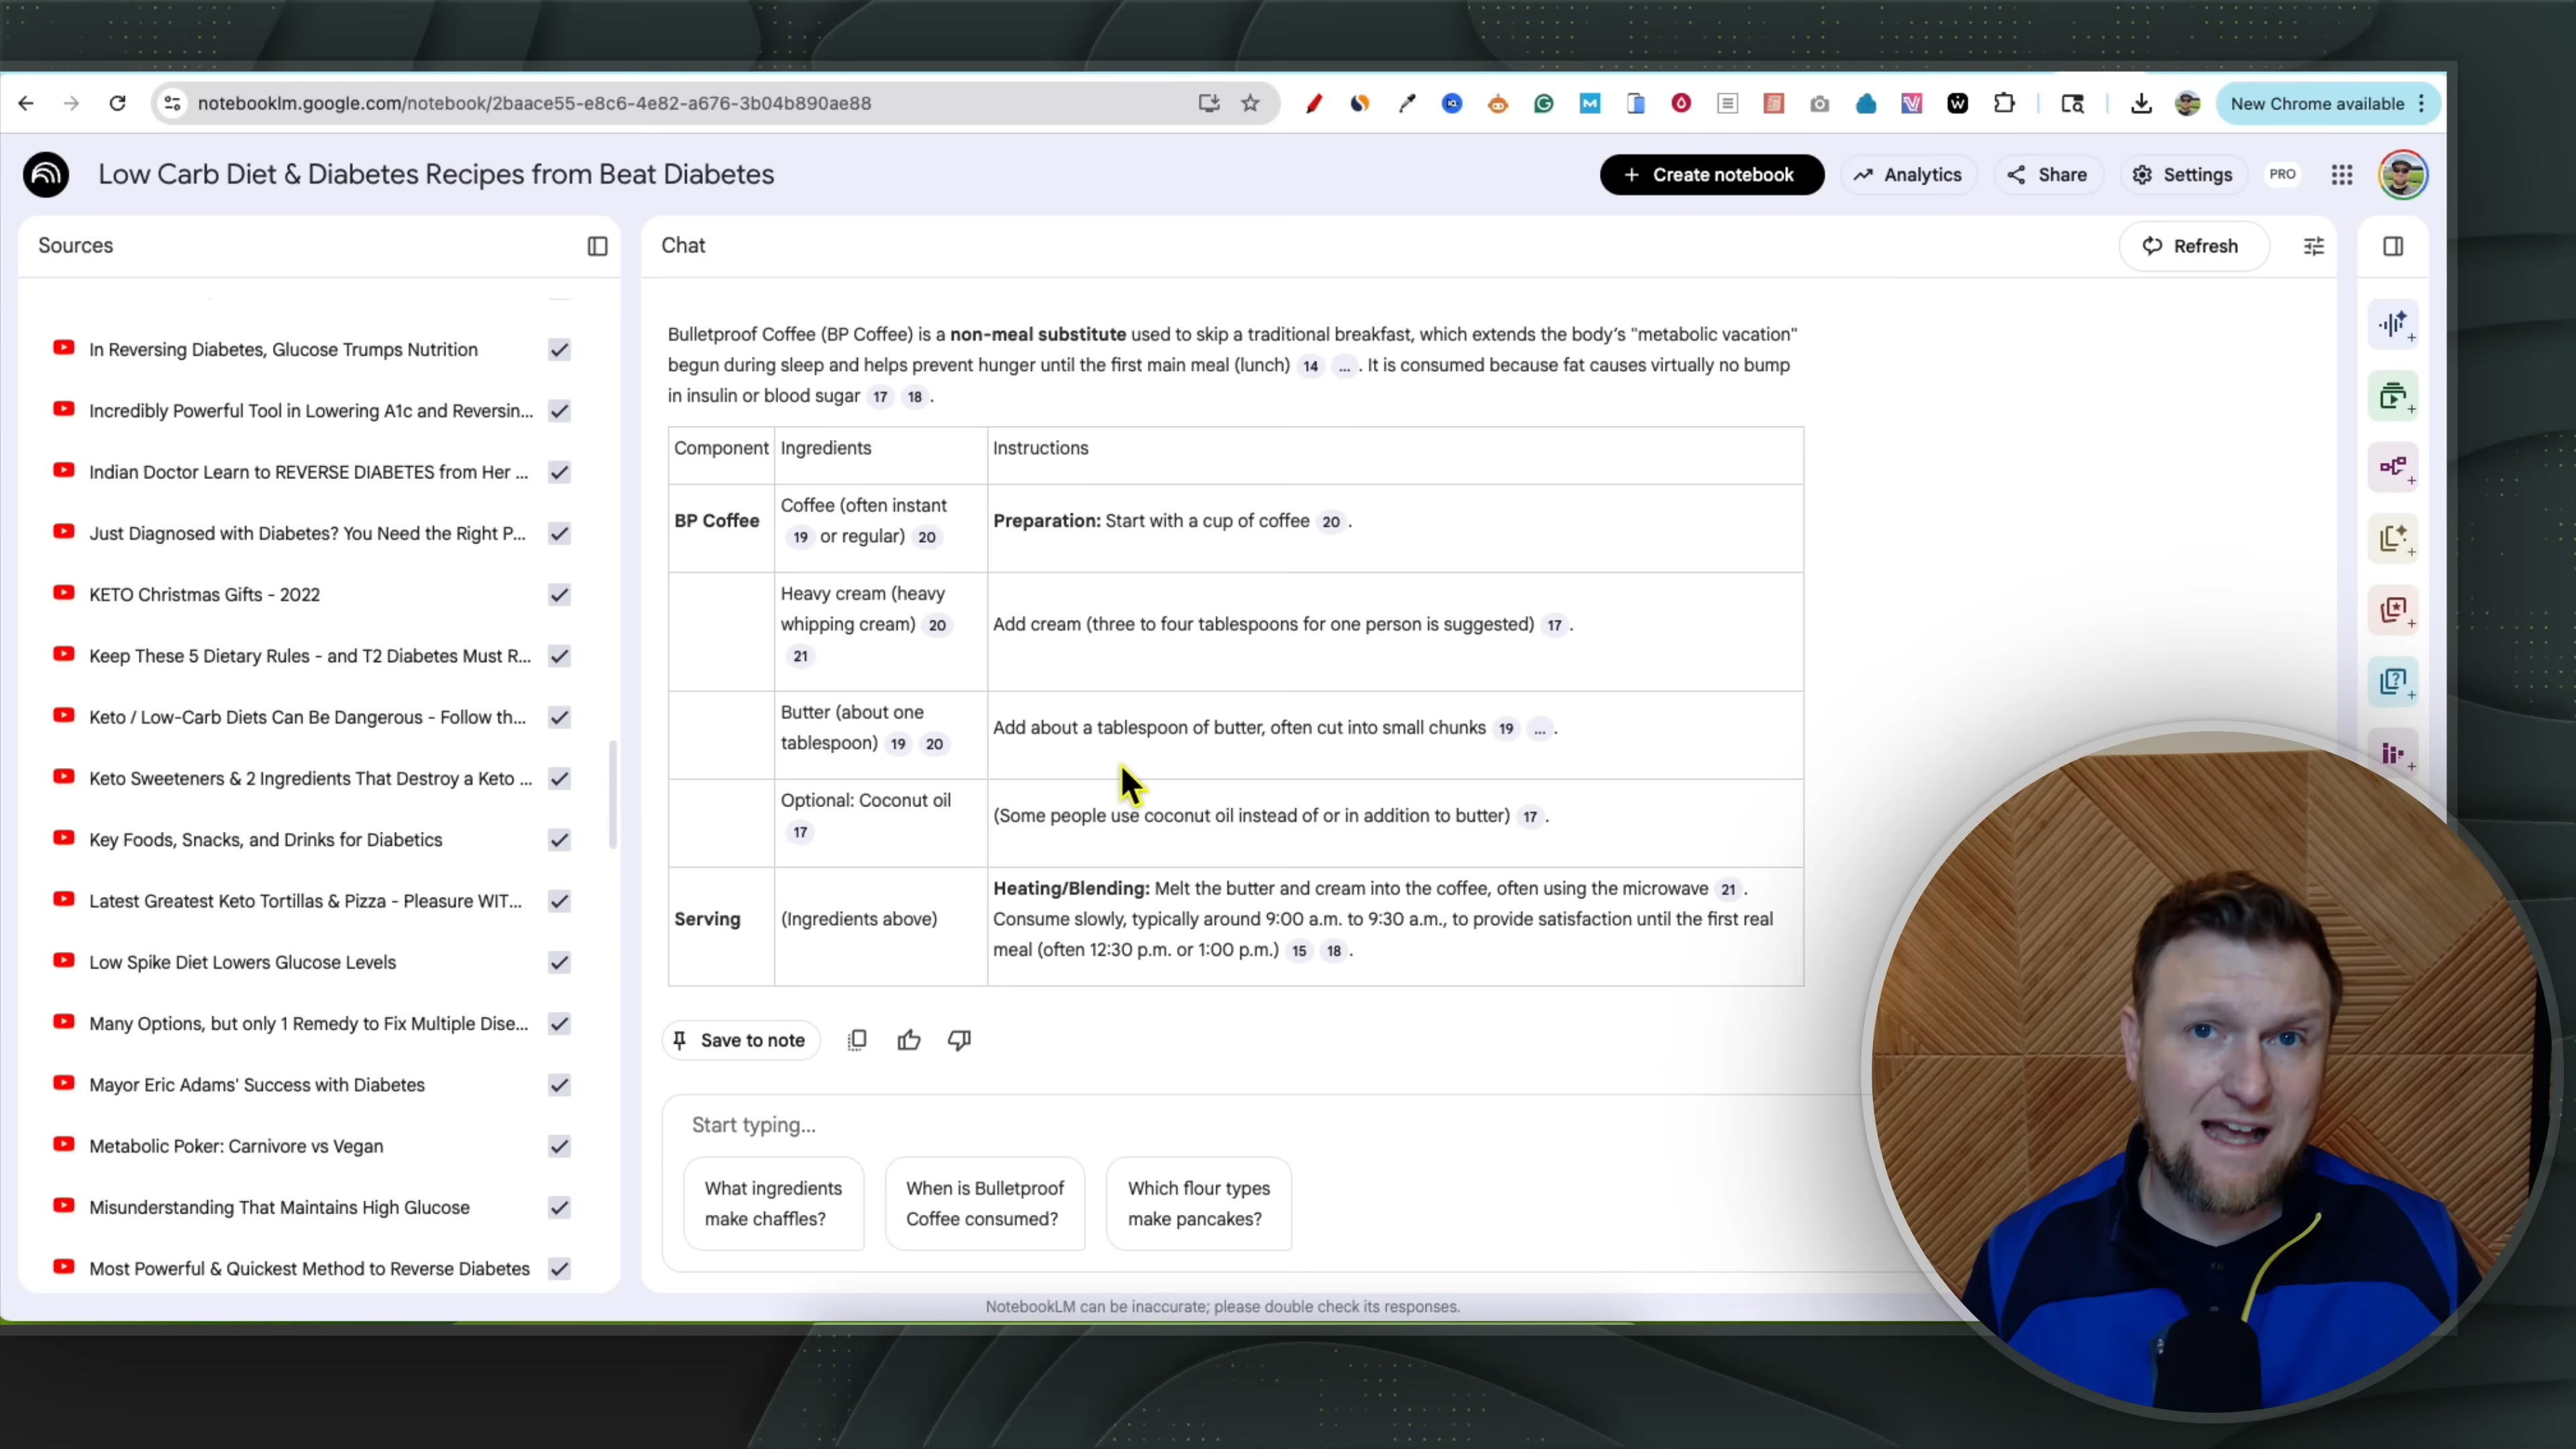 notebooklm.google.com/notebook/2baace55-e8c6-4e82-a676-3b04b890ae88
New Chrome available
Low Carb Diet & Diabetes Recipes from Beat Diabetes
Create notebook
Analytics
Share
Settings
PRO
Sources
In Reversing Diabetes, Glucose Trumps Nutrition
Incredibly Powerful Tool in Lowering A1c and Reversin...
Indian Doctor Learn to REVERSE DIABETES from Her ...
Just Diagnosed with Diabetes? You Need the Right P...
KETO Christmas Gifts - 2022
Keep These 5 Dietary Rules - and T2 Diabetes Must R...
Keto / Low-Carb Diets Can Be Dangerous - Follow th...
Keto Sweeteners & 2 Ingredients That Destroy a Keto ...
Key Foods, Snacks, and Drinks for Diabetics
Latest Greatest Keto Tortillas & Pizza - Pleasure WIT...
Low Spike Diet Lowers Glucose Levels
Many Options, but only 1 Remedy to Fix Multiple Dise...
Mayor Eric Adams' Success with Diabetes
Metabolic Poker: Carnivore vs Vegan
Misunderstanding That Maintains High Glucose
Most Powerful & Quickest Method to Reverse Diabetes
Chat
Refresh
Bulletproof Coffee (BP Coffee) is a non-meal substitute used to skip a traditional breakfast, which extends the body's "metabolic vacation"
begun during sleep and helps prevent hunger until the first main meal (lunch) 14 ... . It is consumed because fat causes virtually no bump
in insulin or blood sugar 17 18 .
Component Ingredients Instructions
BP Coffee
Coffee (often instant
19 or regular) 20
Preparation: Start with a cup of coffee 20 .
Heavy cream (heavy
whipping cream) 20
21
Add cream (three to four tablespoons for one person is suggested) 17 .
Butter (about one
tablespoon) 19 20
Add about a tablespoon of butter, often cut into small chunks 19 ... .
Optional: Coconut oil
17
(Some people use coconut oil instead of or in addition to butter) 17 .
Serving
(Ingredients above)
Heating/Blending: Melt the butter and cream into the coffee, often using the microwave 21 .
Consume slowly, typically around 9:00 a.m. to 9:30 a.m., to provide satisfaction until the first real
meal (often 12:30 p.m. or 1:00 p.m.) 15 18 .
Save to note
Start typing...
What ingredients
make chaffles?
When is Bulletproof
Coffee consumed?
Which flour types
make pancakes?
NotebookLM can be inaccurate; please double check its responses.